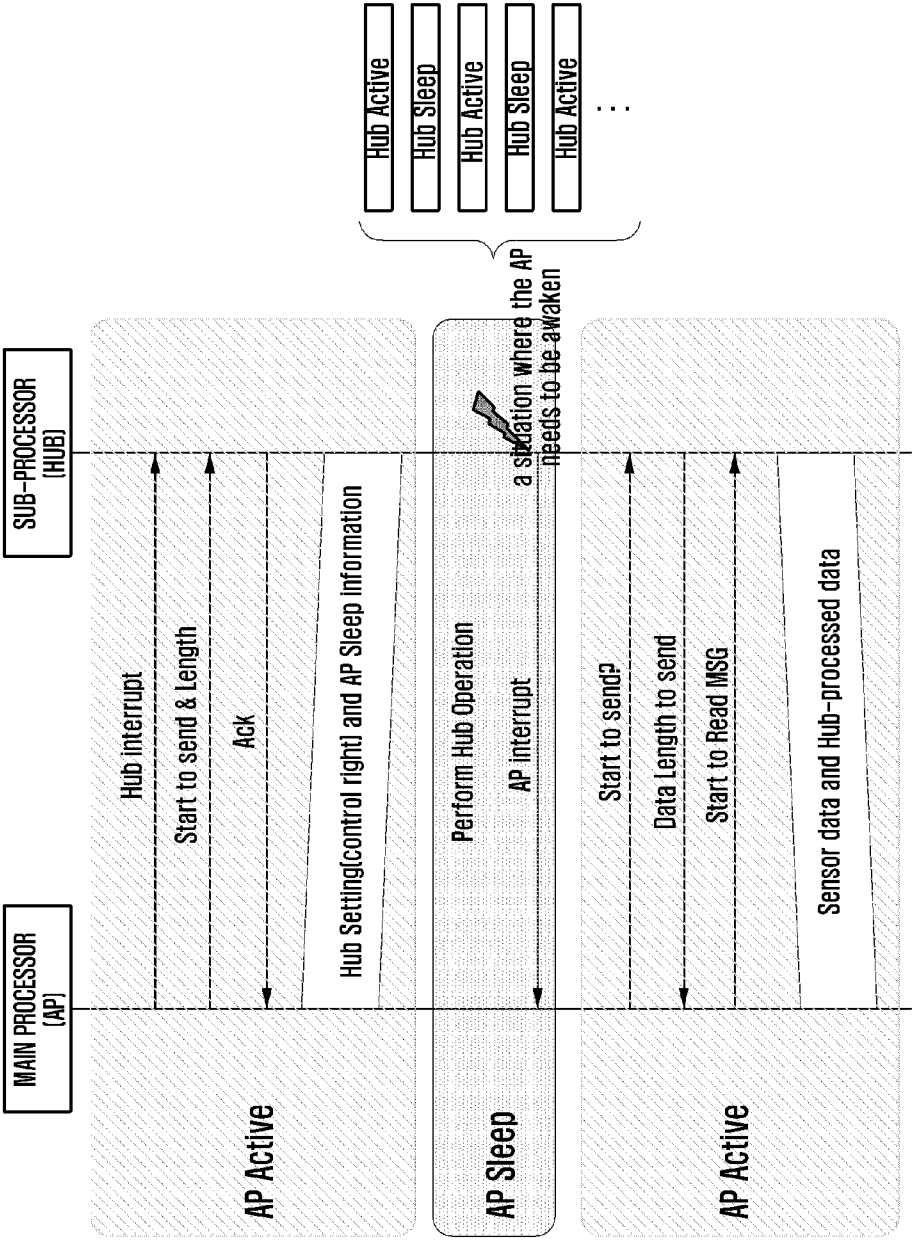 MAIN PROCESSOR
(AP)
SUB-PROCESSOR
(HUB)
AP Active
Hub interrupt
Start to send & Length
Ack
Hub Setting(control right) and AP Sleep information
AP Sleep
Perform Hub Operation
AP interrupt
a situation where the AP
needs to be awaken
Hub Active
Hub Sleep
Hub Active
Hub Sleep
Hub Active
...
AP Active
Start to send?
Data Length to send
Start to Read MSG
Sensor data and Hub-processed data